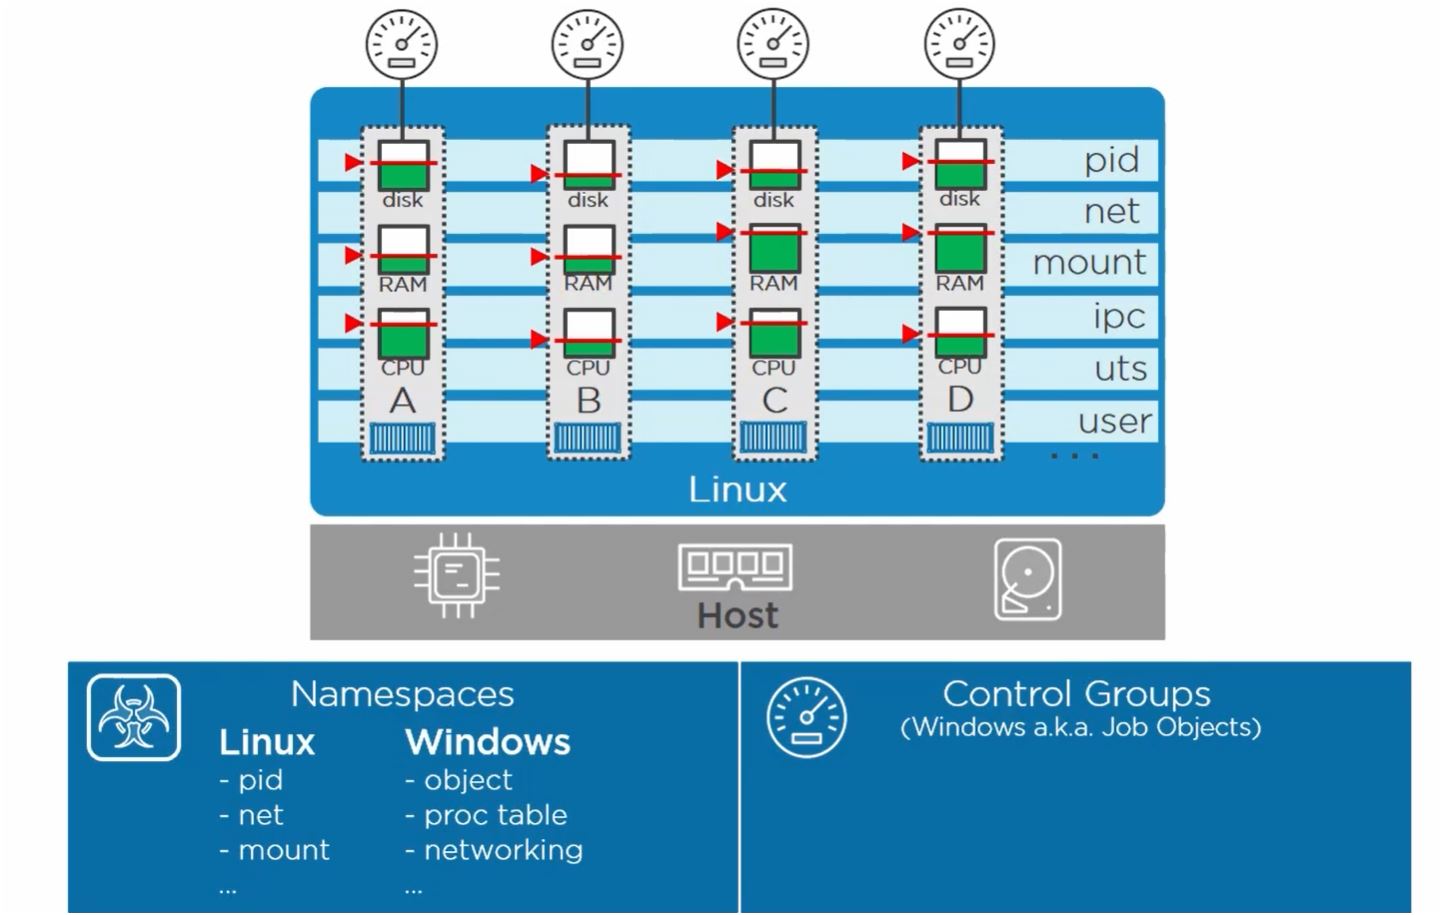 pid
disk disk disk disk
net
mount
RAM RAM RAM RAM
ipc
CPU CPU CPU CPU
uts
A B C D
user
...
Linux
Host
Namespaces
Linux Windows
- pid - object
- net - proc table
- mount - networking
... ...
Control Groups
(Windows a.k.a. Job Objects)